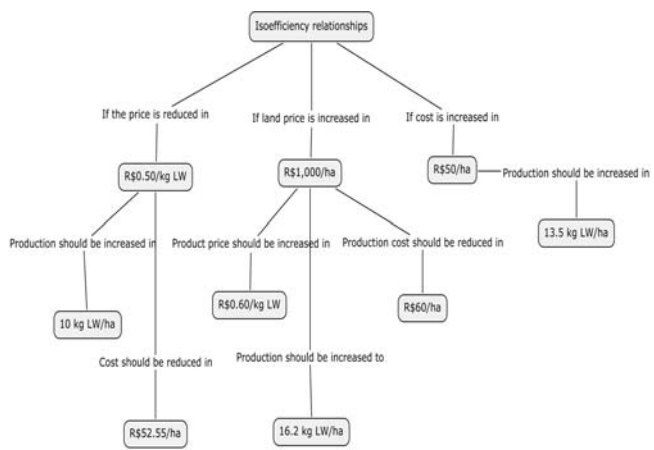 Isoefficiency relationships
If the price is reduced in
If land price is increased in
If cost is increased in
R$0.50/kg LW
R$1,000/ha
R$50/ha
Production should be increased in
13.5 kg LW/ha
Production should be increased in
Product price should be increased in
Production cost should be reduced in
10 kg LW/ha
R$0.60/kg LW
R$60/ha
Cost should be reduced in
Production should be increased to
R$52.55/ha
16.2 kg LW/ha